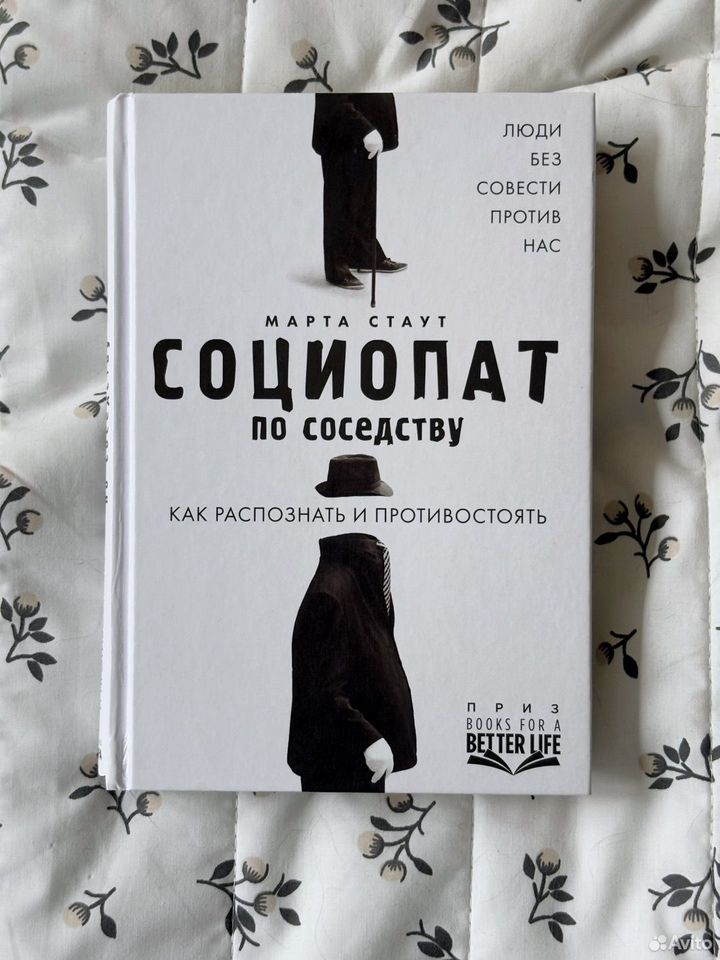 ЛЮДИ
БЕЗ
СОВЕСТИ
ПРОТИВ
НАС
МАРТА СТАУТ
СОЦИОПАТ
ПО СОСЕДСТВУ
КАК РАСПОЗНАТЬ И ПРОТИВОСТОЯТЬ
ПРИЗ
BOOKS FOR A
BETTER LIFE
Avito